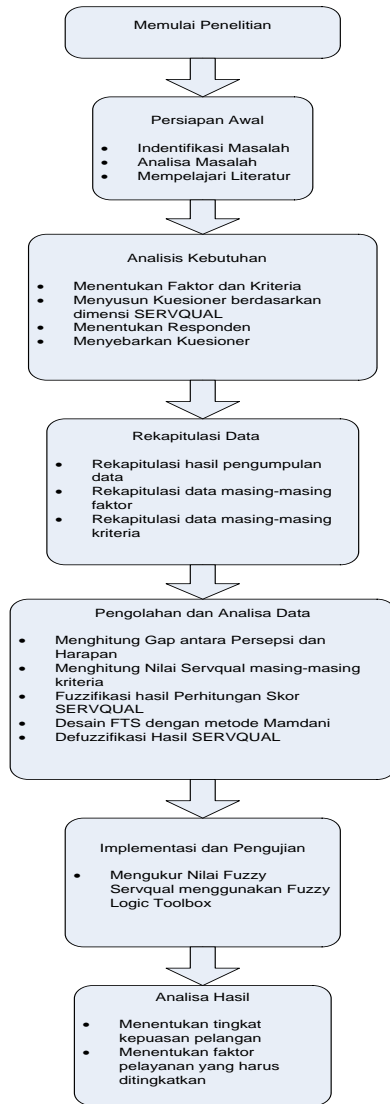 Memulai Penelitian
Persiapan Awal
• Indentifikasi Masalah
• Analisa Masalah
• Mempelajari Literatur
Analisis Kebutuhan
• Menentukan Faktor dan Kriteria
• Menyusun Kuesioner berdasarkan
dimensi SERVQUAL
• Menentukan Responden
• Menyebarkan Kuesioner
Rekapitulasi Data
• Rekapitulasi hasil pengumpulan
data
• Rekapitulasi data masing-masing
faktor
• Rekapitulasi data masing-masing
kriteria
Pengolahan dan Analisa Data
• Menghitung Gap antara Persepsi dan
Harapan
• Menghitung Nilai Servqual masing-masing
kriteria
• Fuzzifikasi hasil Perhitungan Skor
SERVQUAL
• Desain FTS dengan metode Mamdani
• Defuzzifikasi Hasil SERVQUAL
Implementasi dan Pengujian
• Mengukur Nilai Fuzzy
Servqual menggunakan Fuzzy
Logic Toolbox
Analisa Hasil
• Menentukan tingkat
kepuasan pelangan
• Menentukan faktor
pelayanan yang harus
ditingkatkan